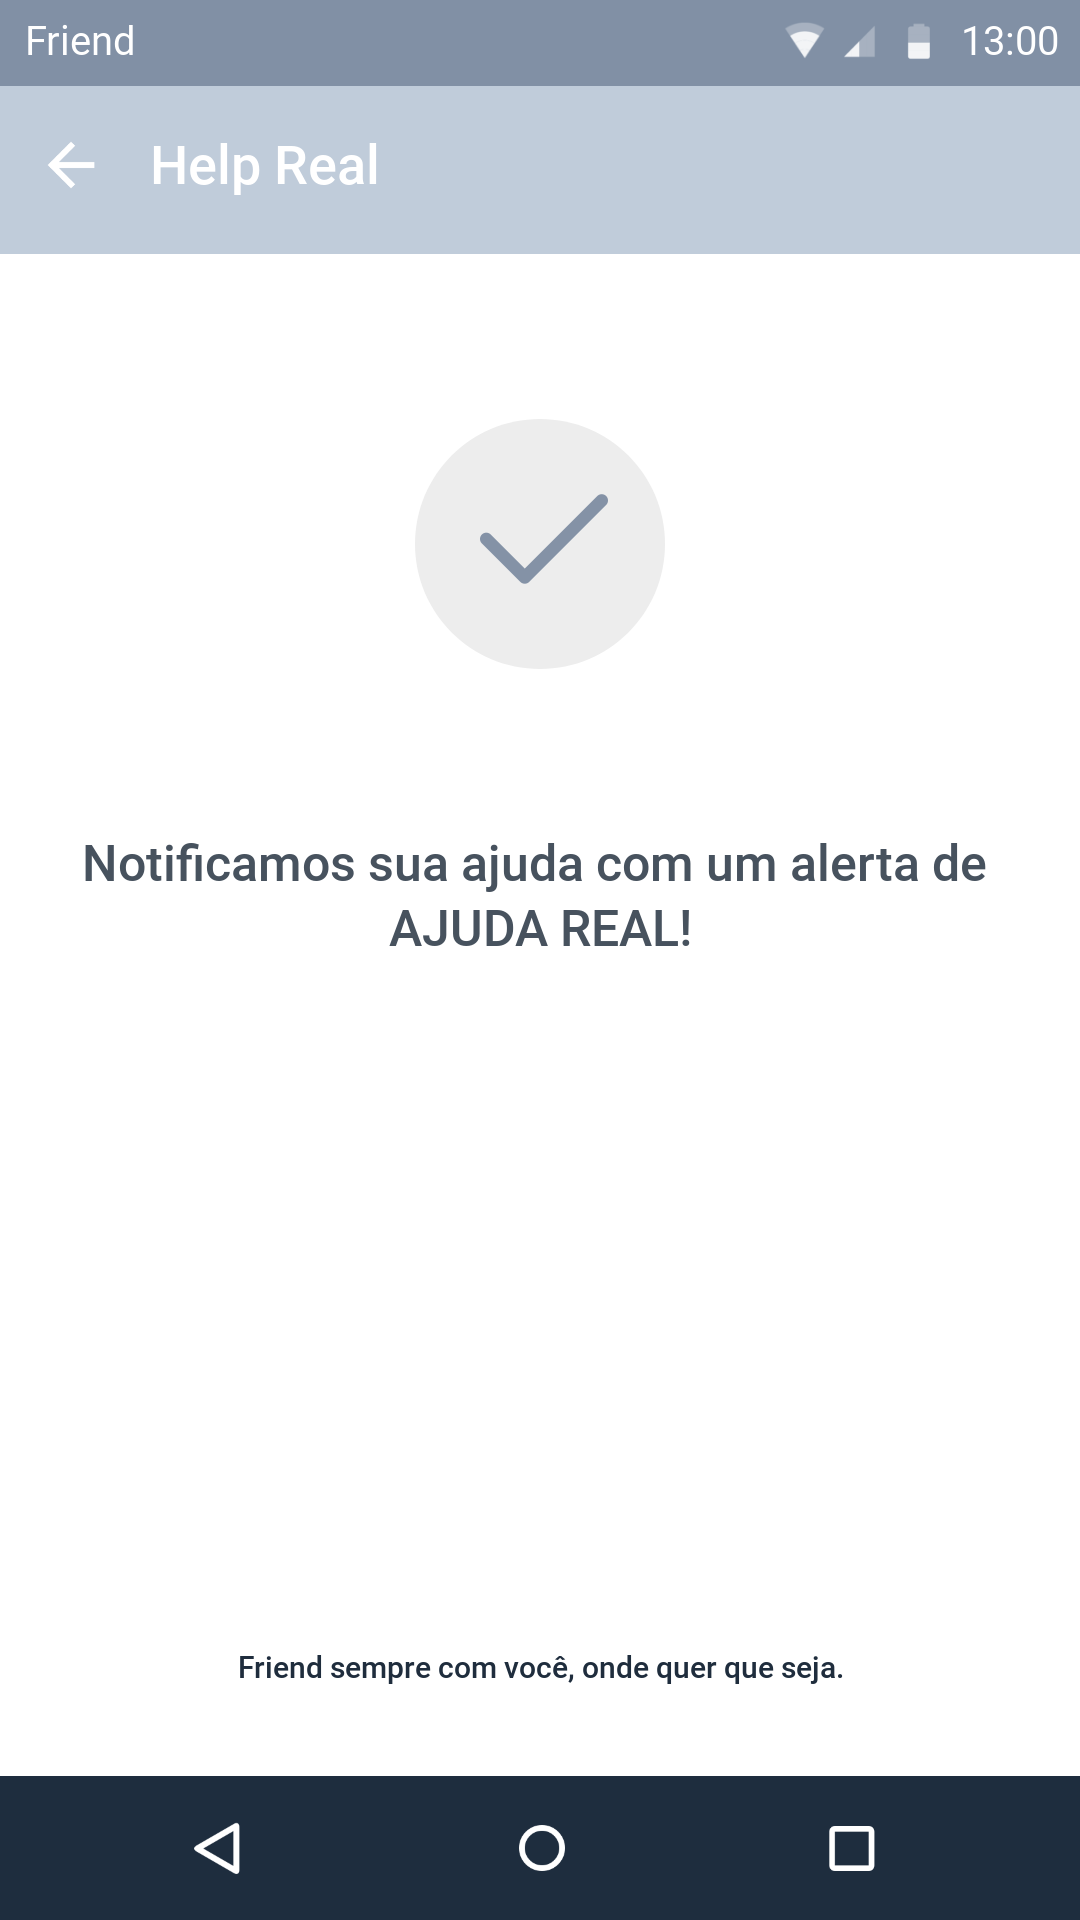 Friend
13:00
Help Real
Notificamos sua ajuda com um alerta de
AJUDA REAL!
Friend sempre com você, onde quer que seja.